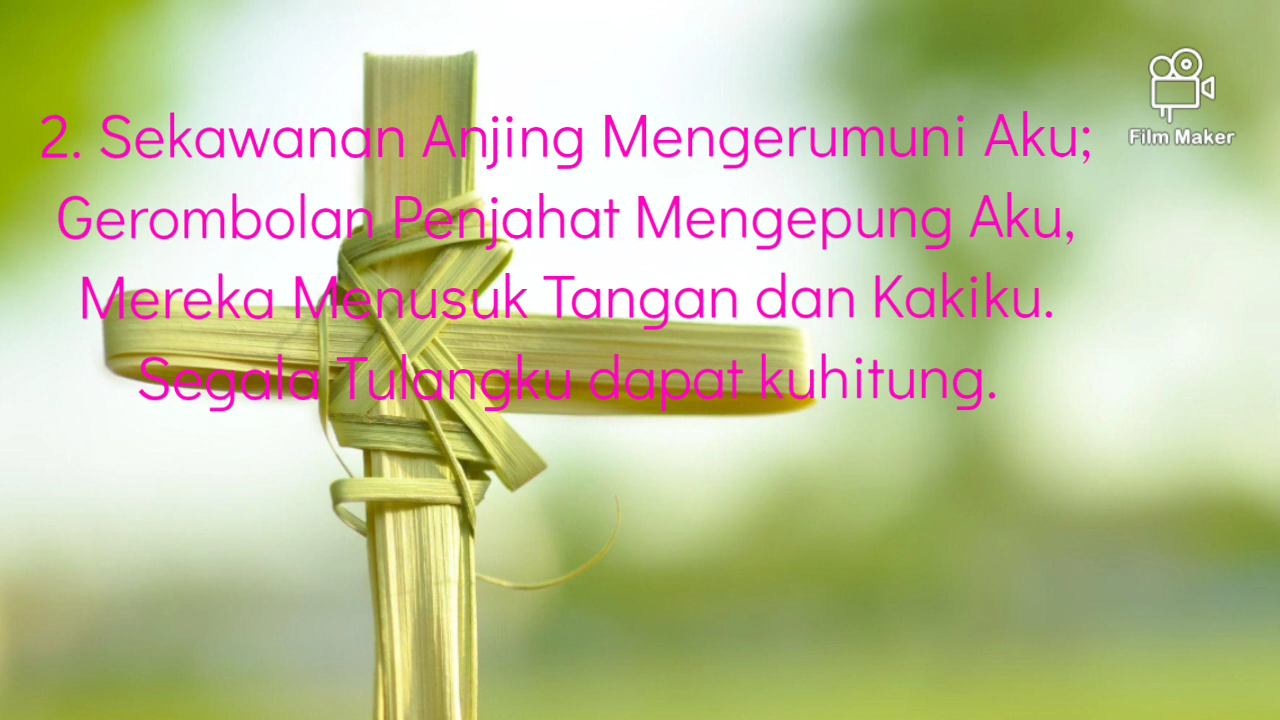 2. Sekawanan Anjing Mengerumuni Aku;
Gerombolan Penjahat Mengepung Aku,
Mereka Menusuk Tangan dan Kakiku.
Segala Tulangku dapat kuhitung.
Film Maker